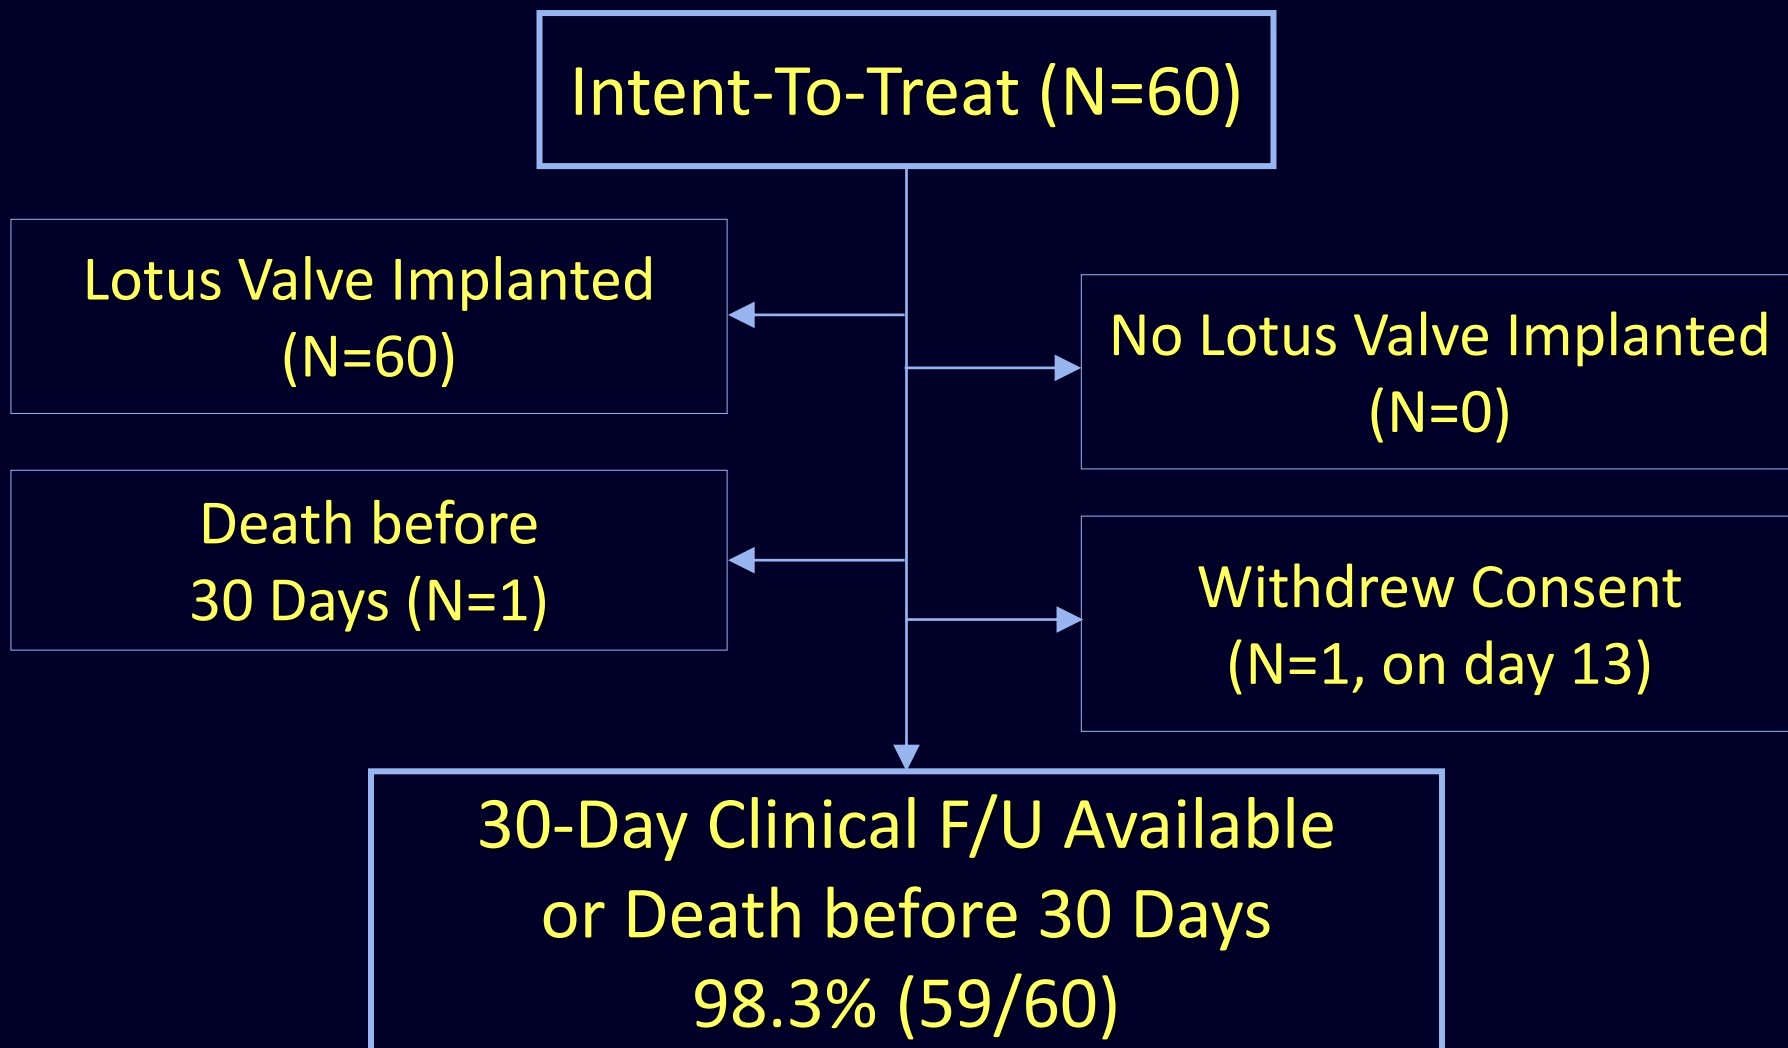 Intent-To-Treat (N=60)
Lotus Valve Implanted
(N=60)
No Lotus Valve Implanted
(N=0)
Death before
30 Days (N=1)
Withdrew Consent
(N=1, on day 13)
30-Day Clinical F/U Available
or Death before 30 Days
98.3% (59/60)